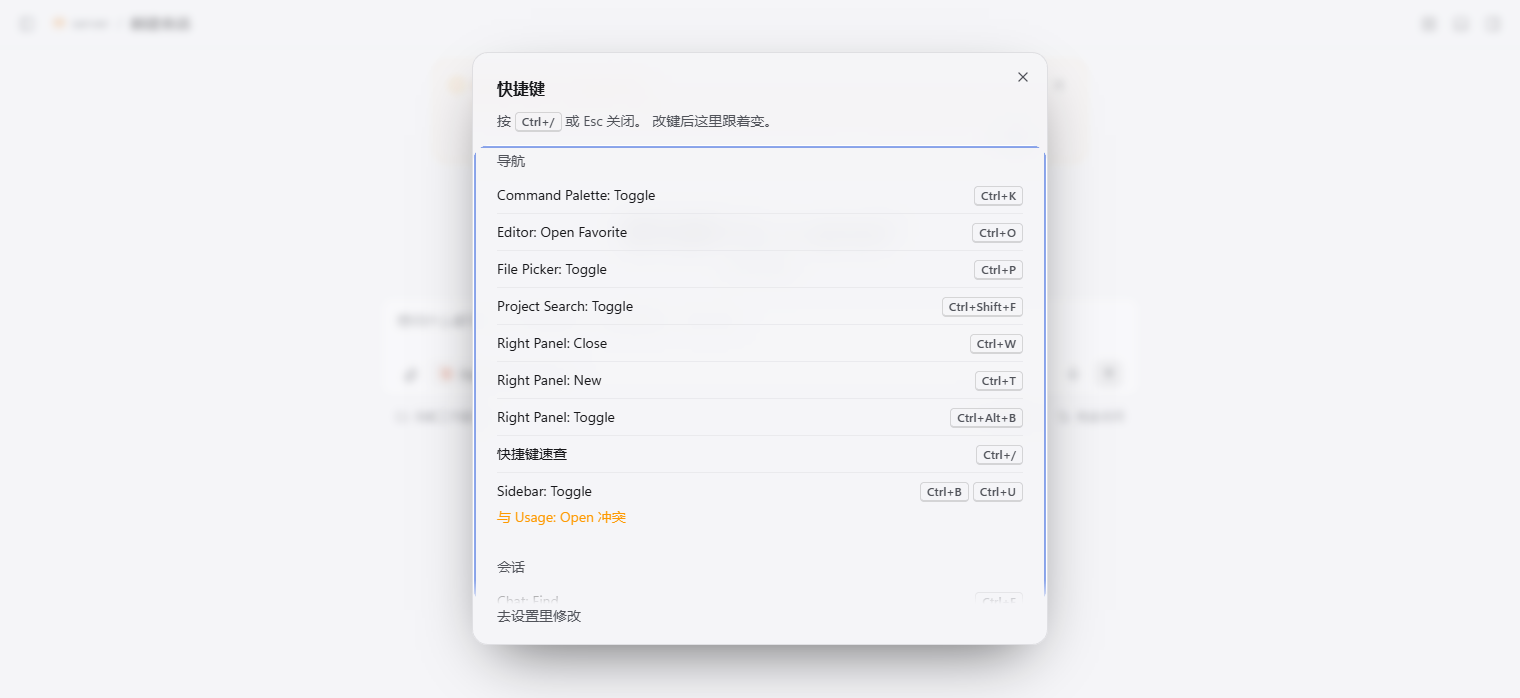 快捷键
按 Ctrl+/ 或 Esc 关闭。 改键后这里跟着变。
导航
Command Palette: Toggle Ctrl+K
Editor: Open Favorite Ctrl+O
File Picker: Toggle Ctrl+P
Project Search: Toggle Ctrl+Shift+F
Right Panel: Close Ctrl+W
Right Panel: New Ctrl+T
Right Panel: Toggle Ctrl+Alt+B
快捷键速查 Ctrl+/
Sidebar: Toggle Ctrl+B Ctrl+U
与 Usage: Open 冲突
会话
Chat: Find Ctrl+F
去设置里修改